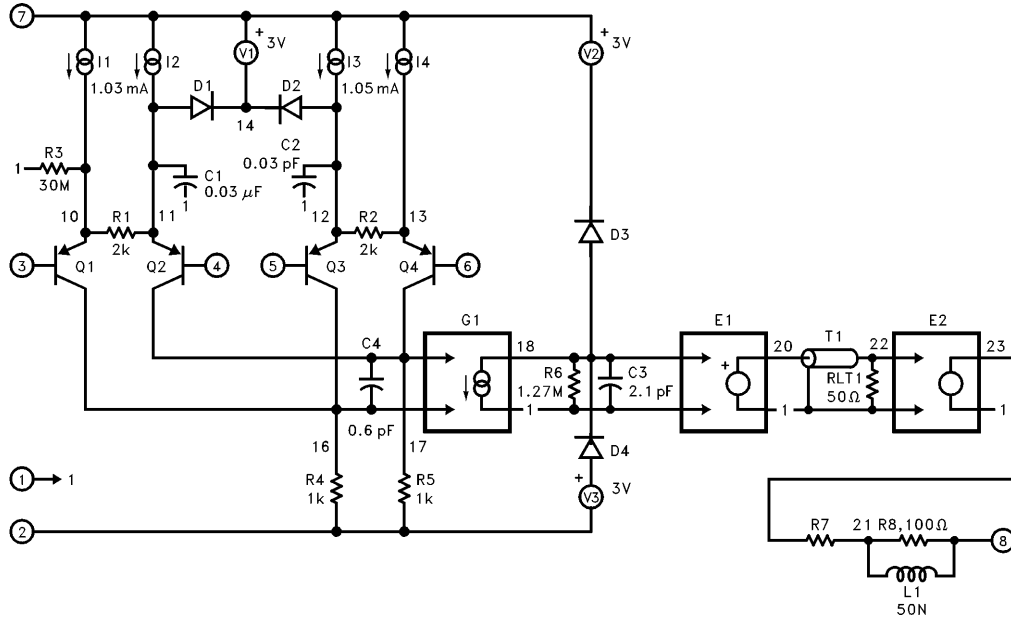 7
+
3V
V1
+
3V
V2
I1
I2
I3
I4
1.03 mA
D1
D2
1.05 mA
14
C2
0.03 pF
R3
1
30M
C1
0.03 μF
1
1
10
R1
11
12
R2
13
2k
2k
D3
3
Q1
Q2
4
5
Q3
Q4
6
G1
E1
T1
E2
C4
18
20
22
23
R6
1.27M
C3
2.1 pF
+
RLT1
50Ω
1
1
1
0.6 pF
16
17
D4
+
3V
V3
1
1
R4
1k
R5
1k
2
R7
21
R8,100Ω
8
L1
50N